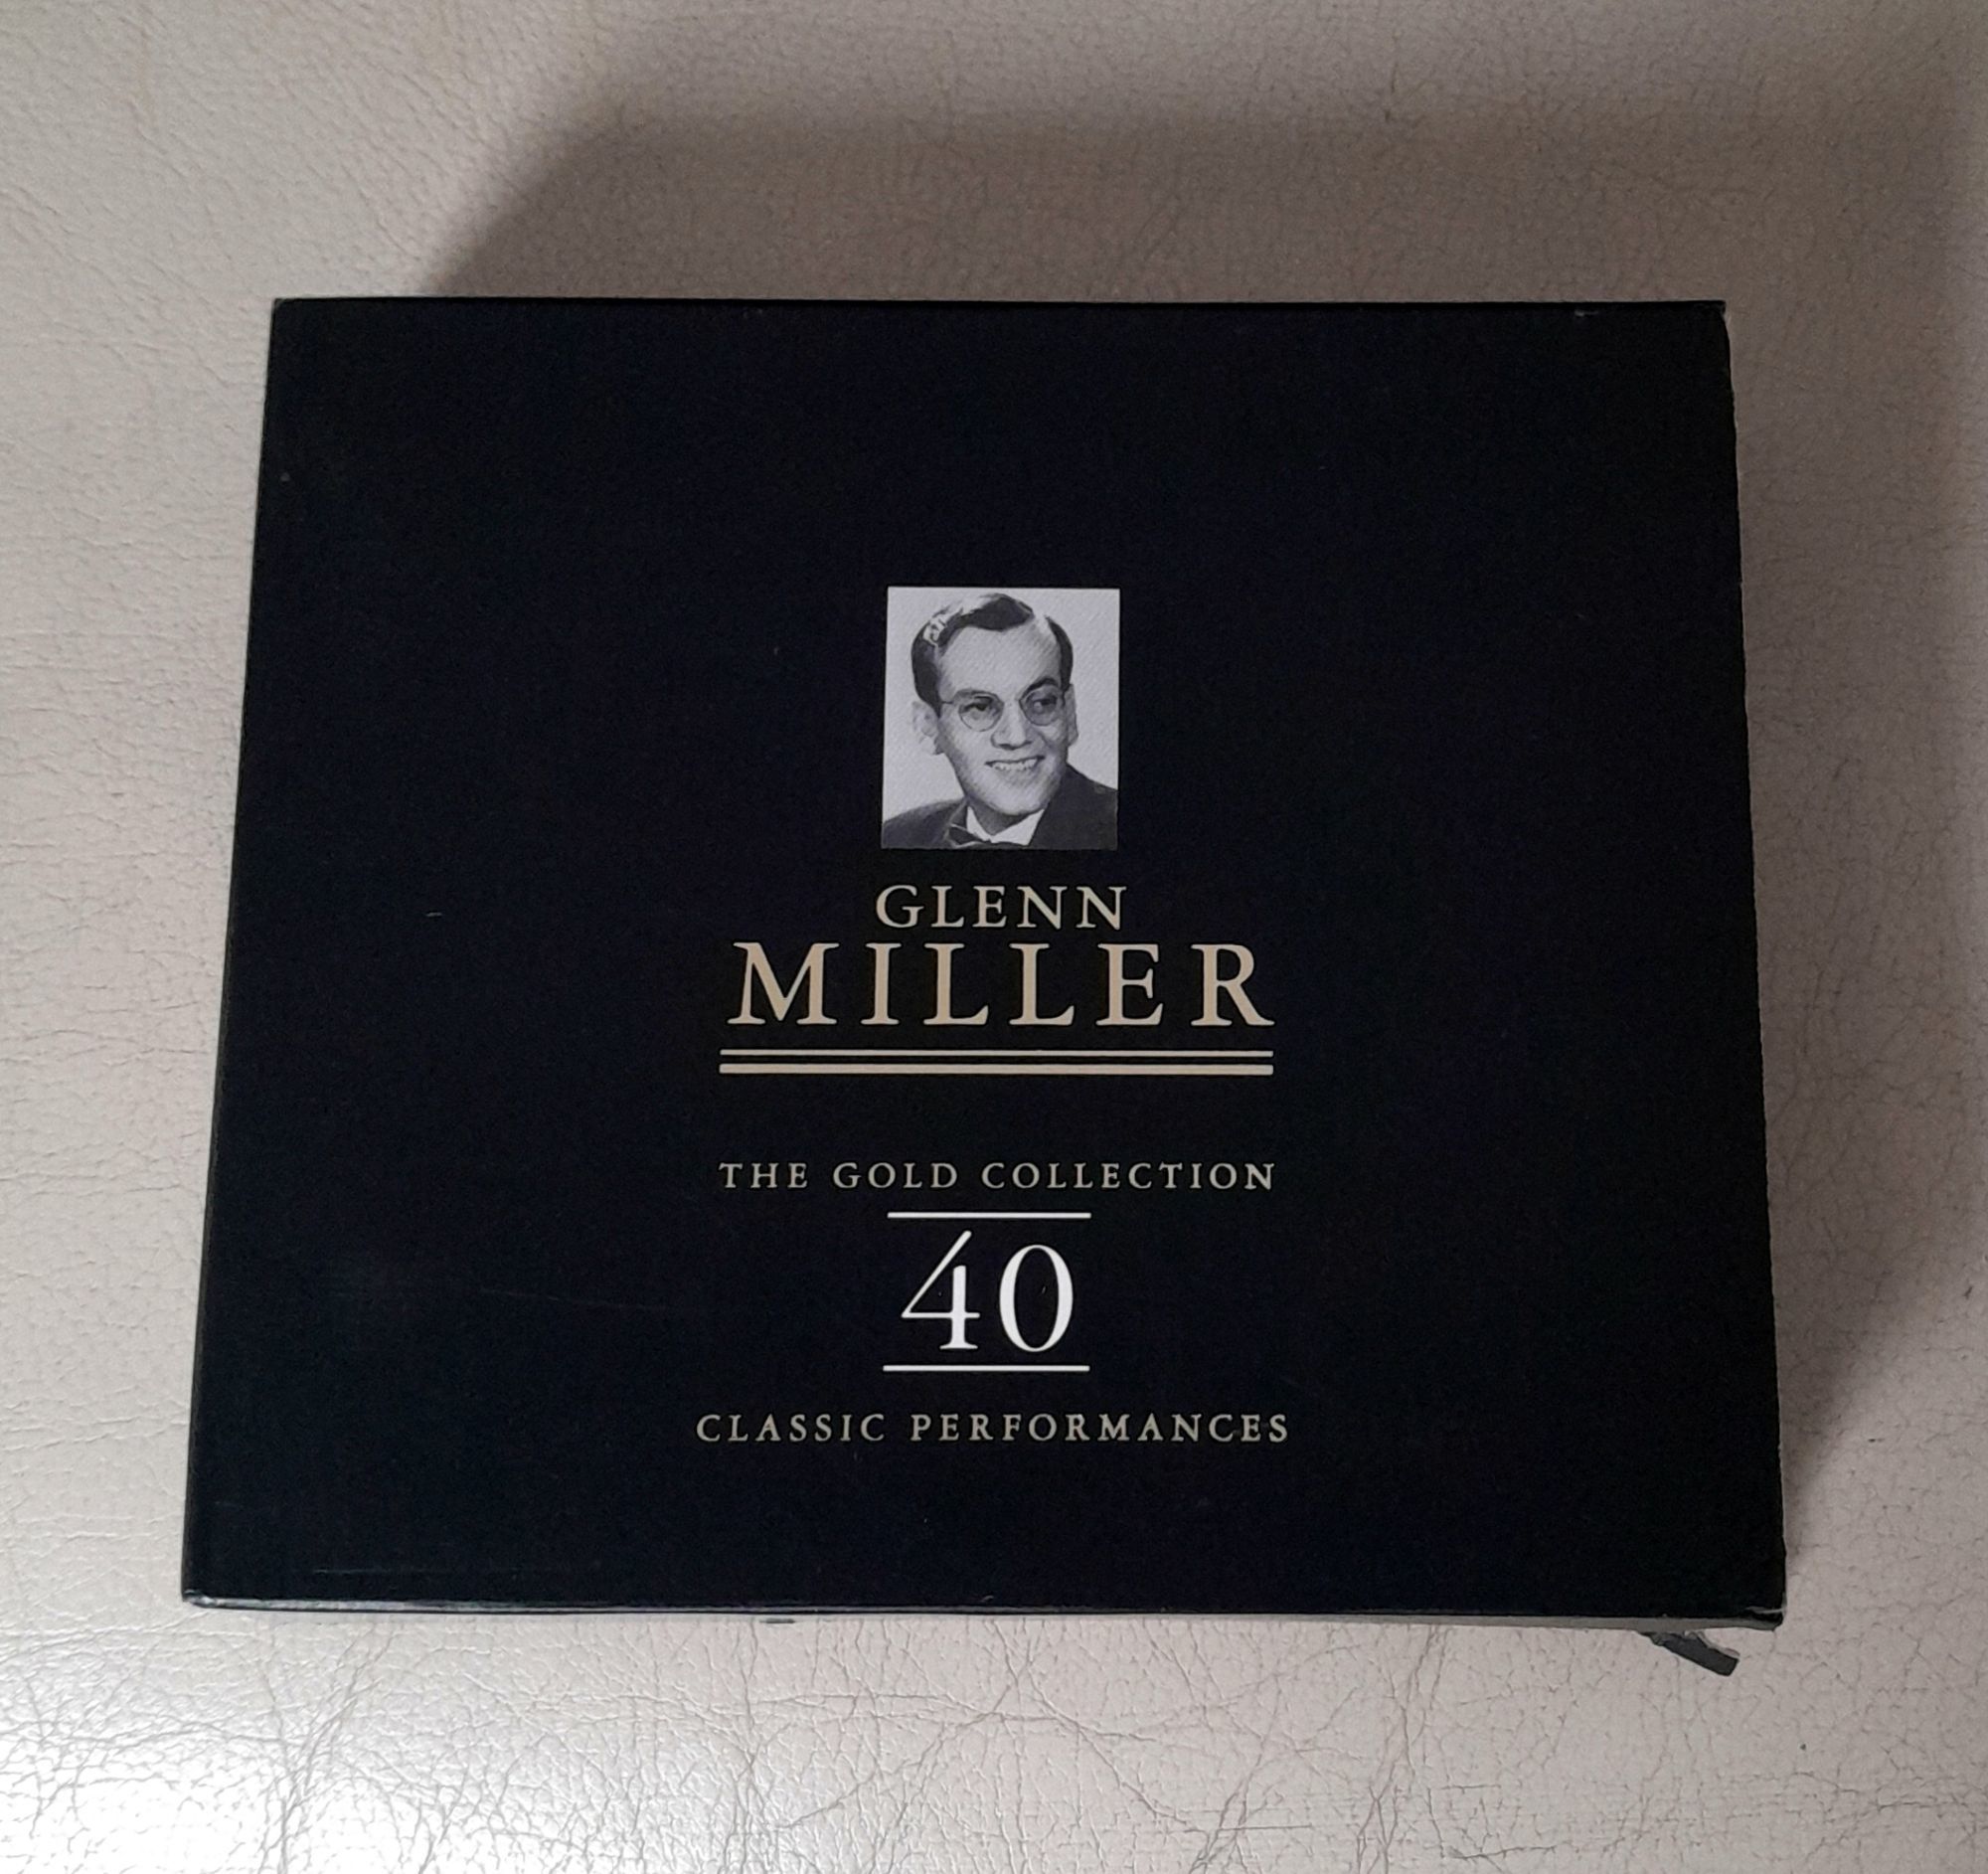 GLENN
MILLER
THE GOLD COLLECTION
40
CLASSIC PERFORMANCES